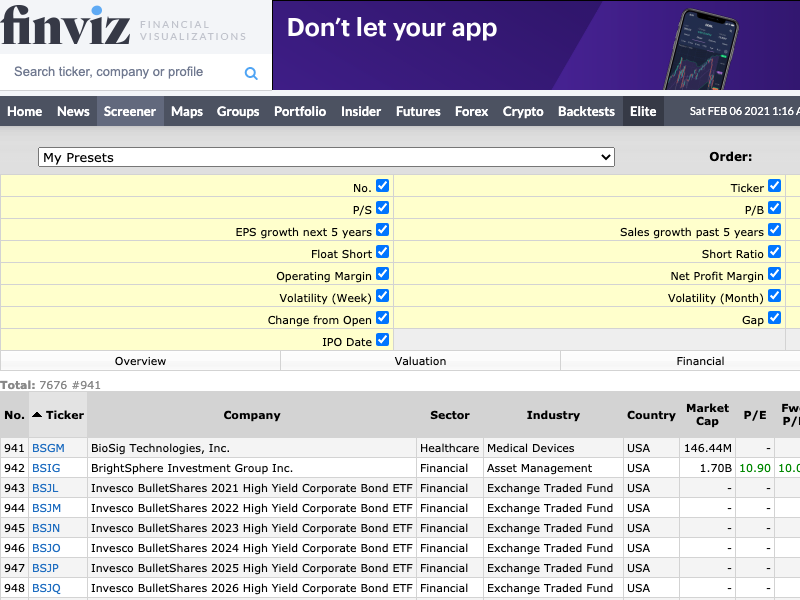 finviz FINANCIAL
VISUALIZATIONS
Don't let your app
Search ticker, company or profile
Home News Screener Maps Groups Portfolio Insider Futures Forex Crypto Backtests Elite Sat FEB 06 2021 1:16 A
My Presets Order:
No. Ticker
P/S P/B
EPS growth next 5 years Sales growth past 5 years
Float Short Short Ratio
Operating Margin Net Profit Margin
Volatility (Week) Volatility (Month)
Change from Open Gap
IPO Date
Overview Valuation Financial
Total: 7676 #941
No. Ticker Company Sector Industry Country Market Cap P/E
941 BSGM BioSig Technologies, Inc. Healthcare Medical Devices USA 146.44M -
942 BSIG BrightSphere Investment Group Inc. Financial Asset Management USA 1.70B 10.90
943 BSJL Invesco BulletShares 2021 High Yield Corporate Bond ETF Financial Exchange Traded Fund USA - -
944 BSJM Invesco BulletShares 2022 High Yield Corporate Bond ETF Financial Exchange Traded Fund USA - -
945 BSJN Invesco BulletShares 2023 High Yield Corporate Bond ETF Financial Exchange Traded Fund USA - -
946 BSJO Invesco BulletShares 2024 High Yield Corporate Bond ETF Financial Exchange Traded Fund USA - -
947 BSJP Invesco BulletShares 2025 High Yield Corporate Bond ETF Financial Exchange Traded Fund USA - -
948 BSJQ Invesco BulletShares 2026 High Yield Corporate Bond ETF Financial Exchange Traded Fund USA - -